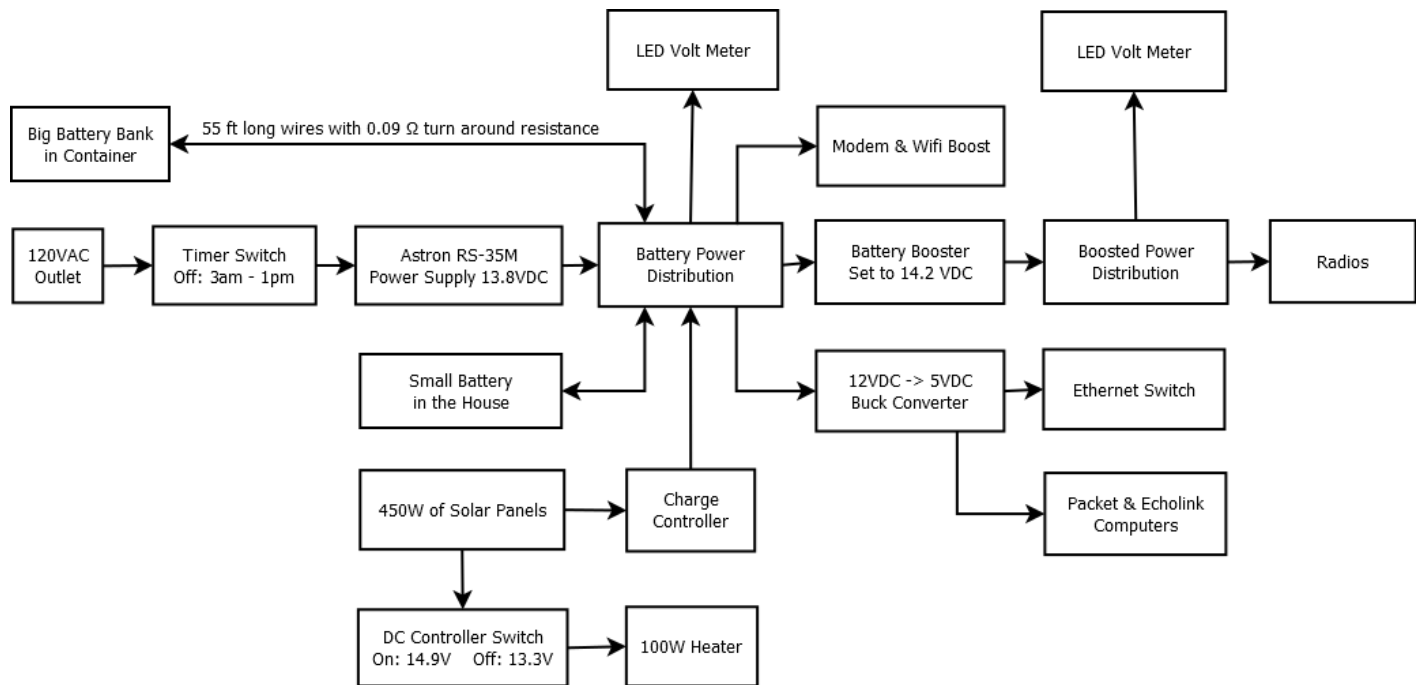 LED Volt Meter
LED Volt Meter
Big Battery Bank
in Container
55 ft long wires with 0.09 Ω turn around resistance
Modem & Wifi Boost
120VAC
Outlet
Timer Switch
Off: 3am - 1pm
Astron RS-35M
Power Supply 13.8VDC
Battery Power
Distribution
Battery Booster
Set to 14.2 VDC
Boosted Power
Distribution
Radios
Small Battery
in the House
12VDC -> 5VDC
Buck Converter
Ethernet Switch
450W of Solar Panels
Charge
Controller
Packet & Echolink
Computers
DC Controller Switch
On: 14.9V Off: 13.3V
100W Heater